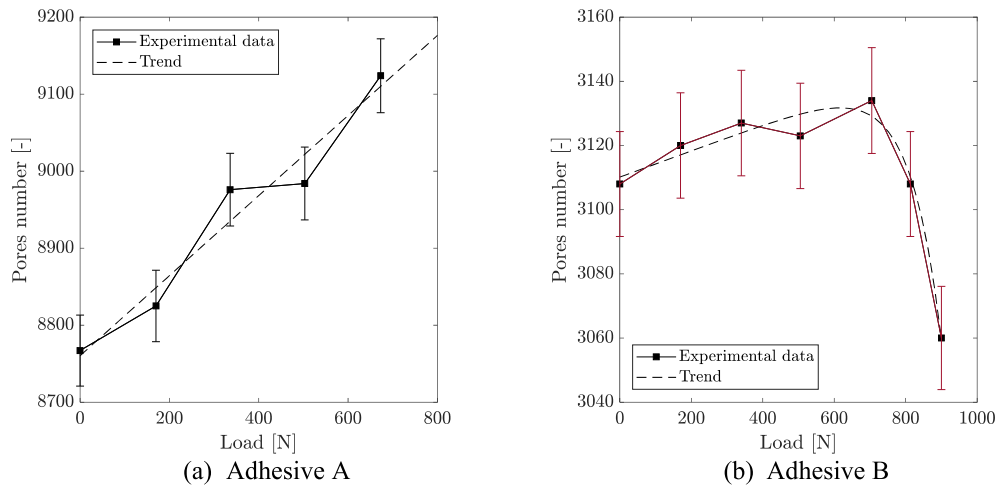 9200
9100
9000
8900
8800
8700
0
200
400
600
800
Pores number [-]
Load [N]
Experimental data
Trend
(a) Adhesive A
3160
3140
3120
3100
3080
3060
3040
0
200
400
600
800
1000
Pores number [-]
Load [N]
Experimental data
Trend
(b) Adhesive B